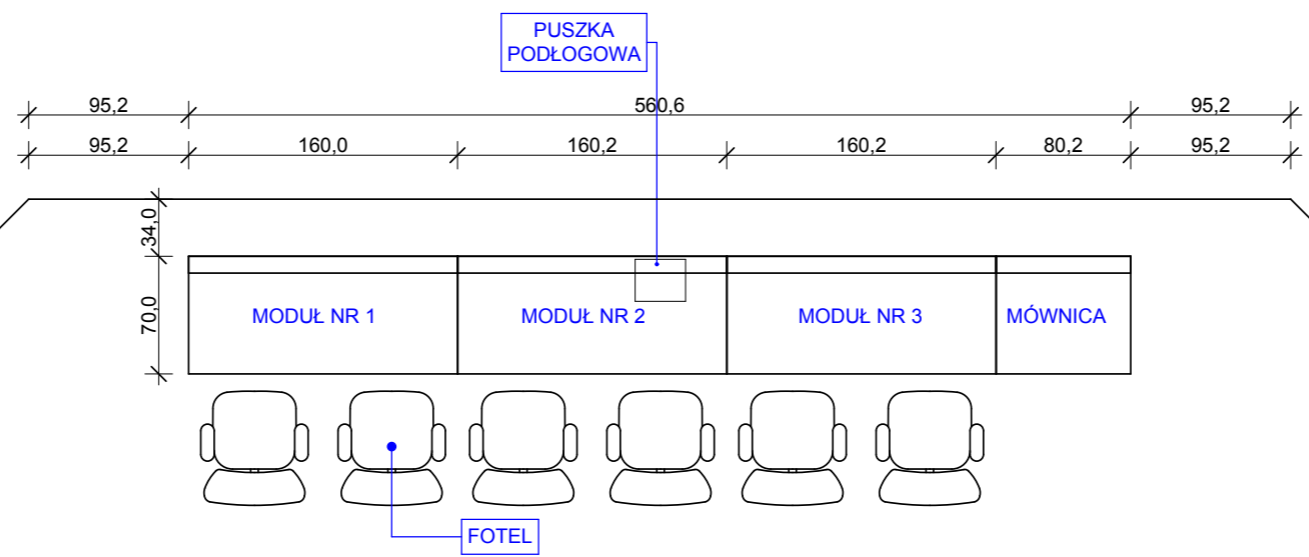 PUSZKA
PODŁOGOWA
95,2 560,6 95,2
95,2 160,0 160,2 160,2 80,2 95,2
34,0
70,0
MODUŁ NR 1 MODUŁ NR 2 MODUŁ NR 3 MÓWNICA
FOTEL